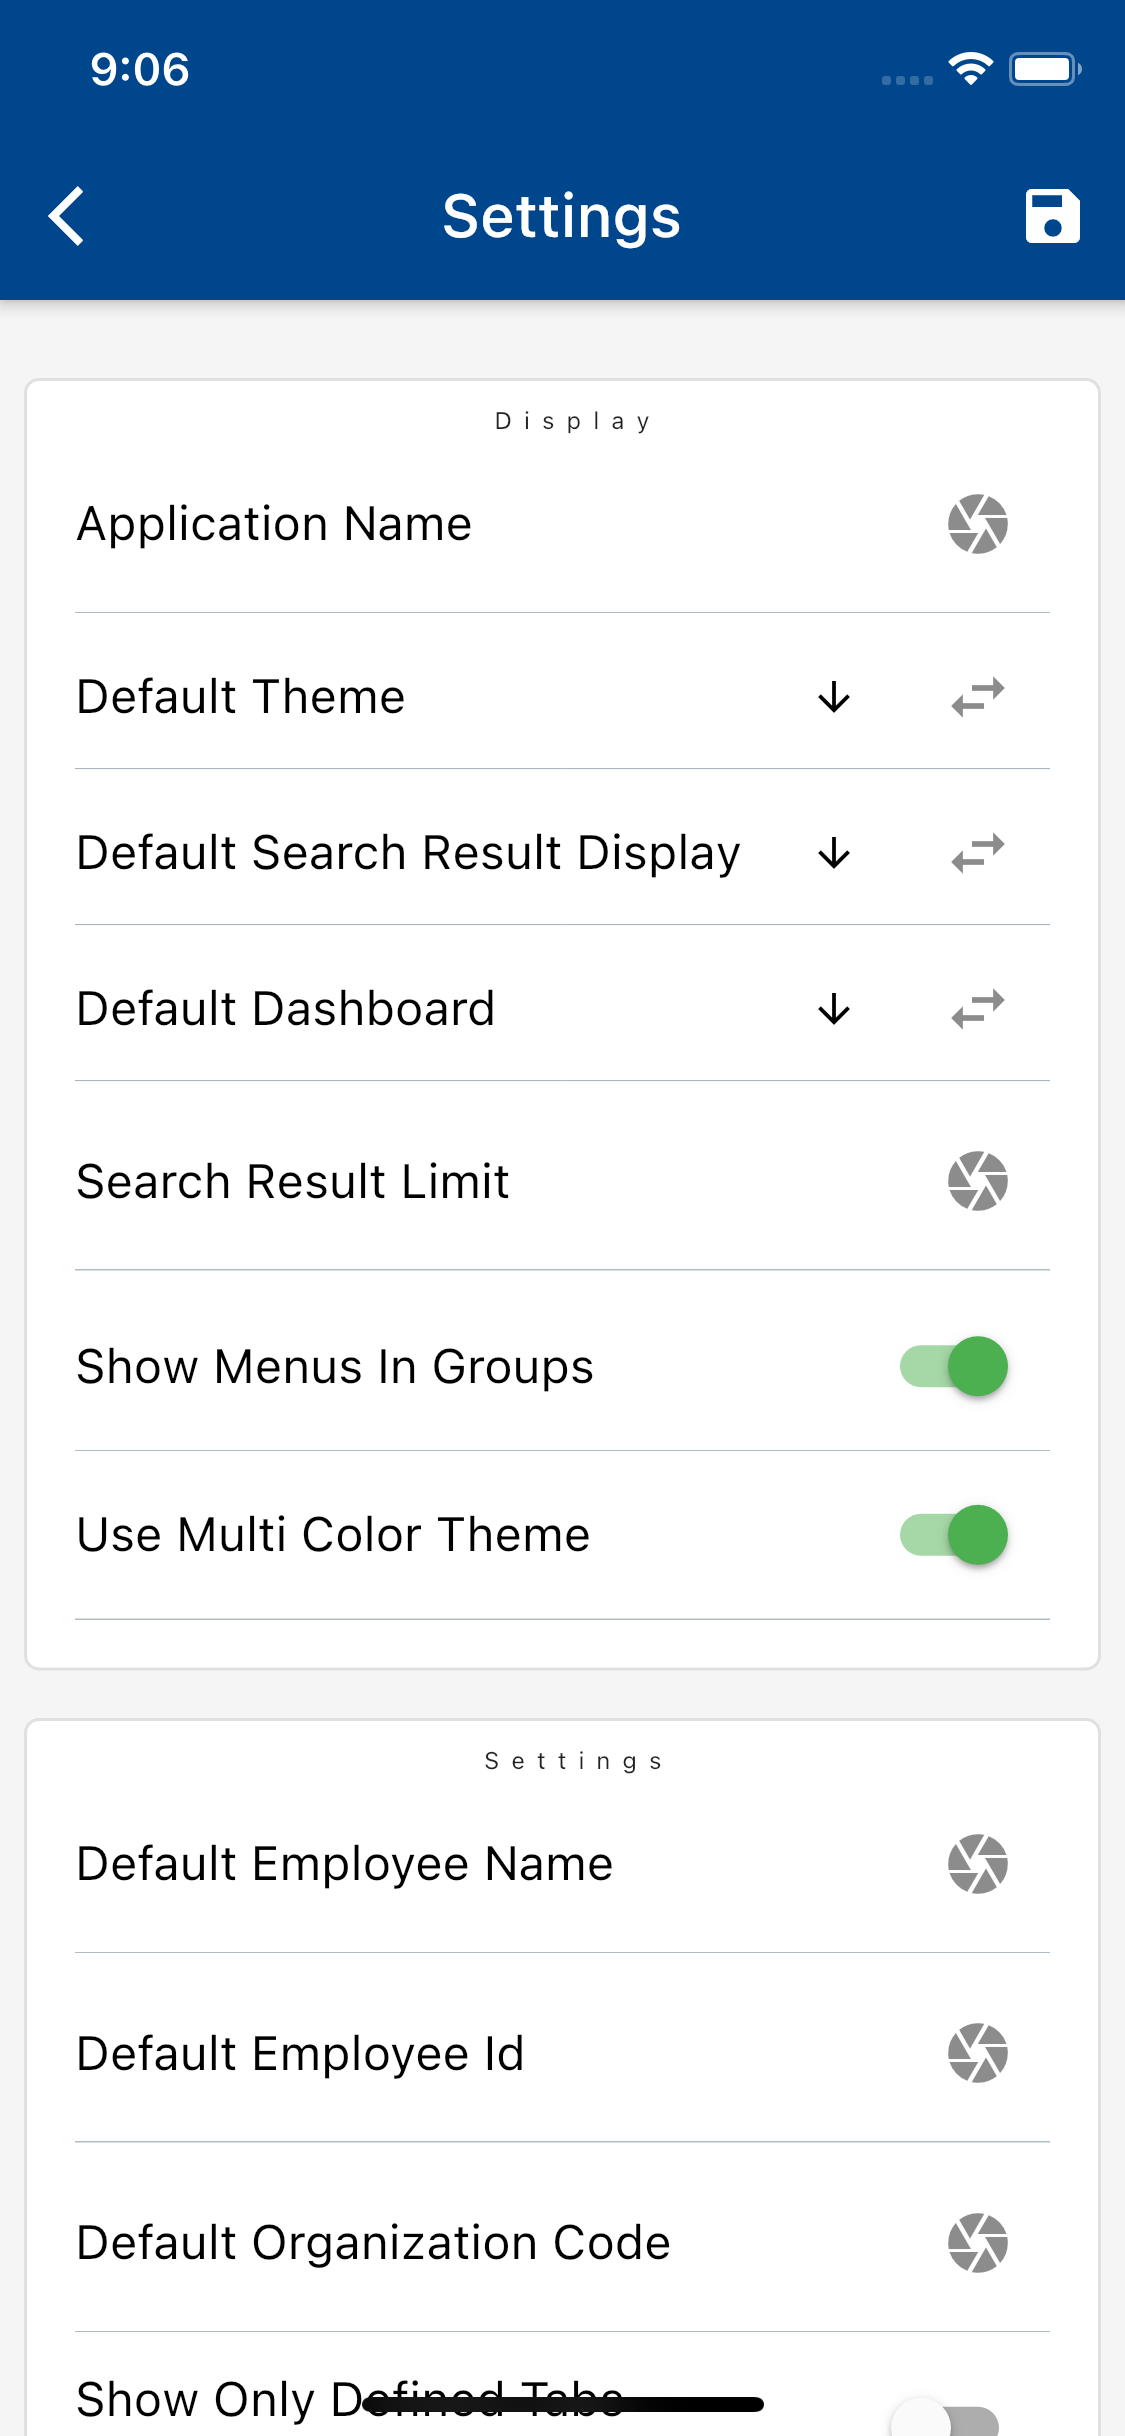 9:06
Settings
Display
Application Name
Default Theme
Default Search Result Display
Default Dashboard
Search Result Limit
Show Menus In Groups
Use Multi Color Theme
Settings
Default Employee Name
Default Employee Id
Default Organization Code
Show Only Defined Tabs